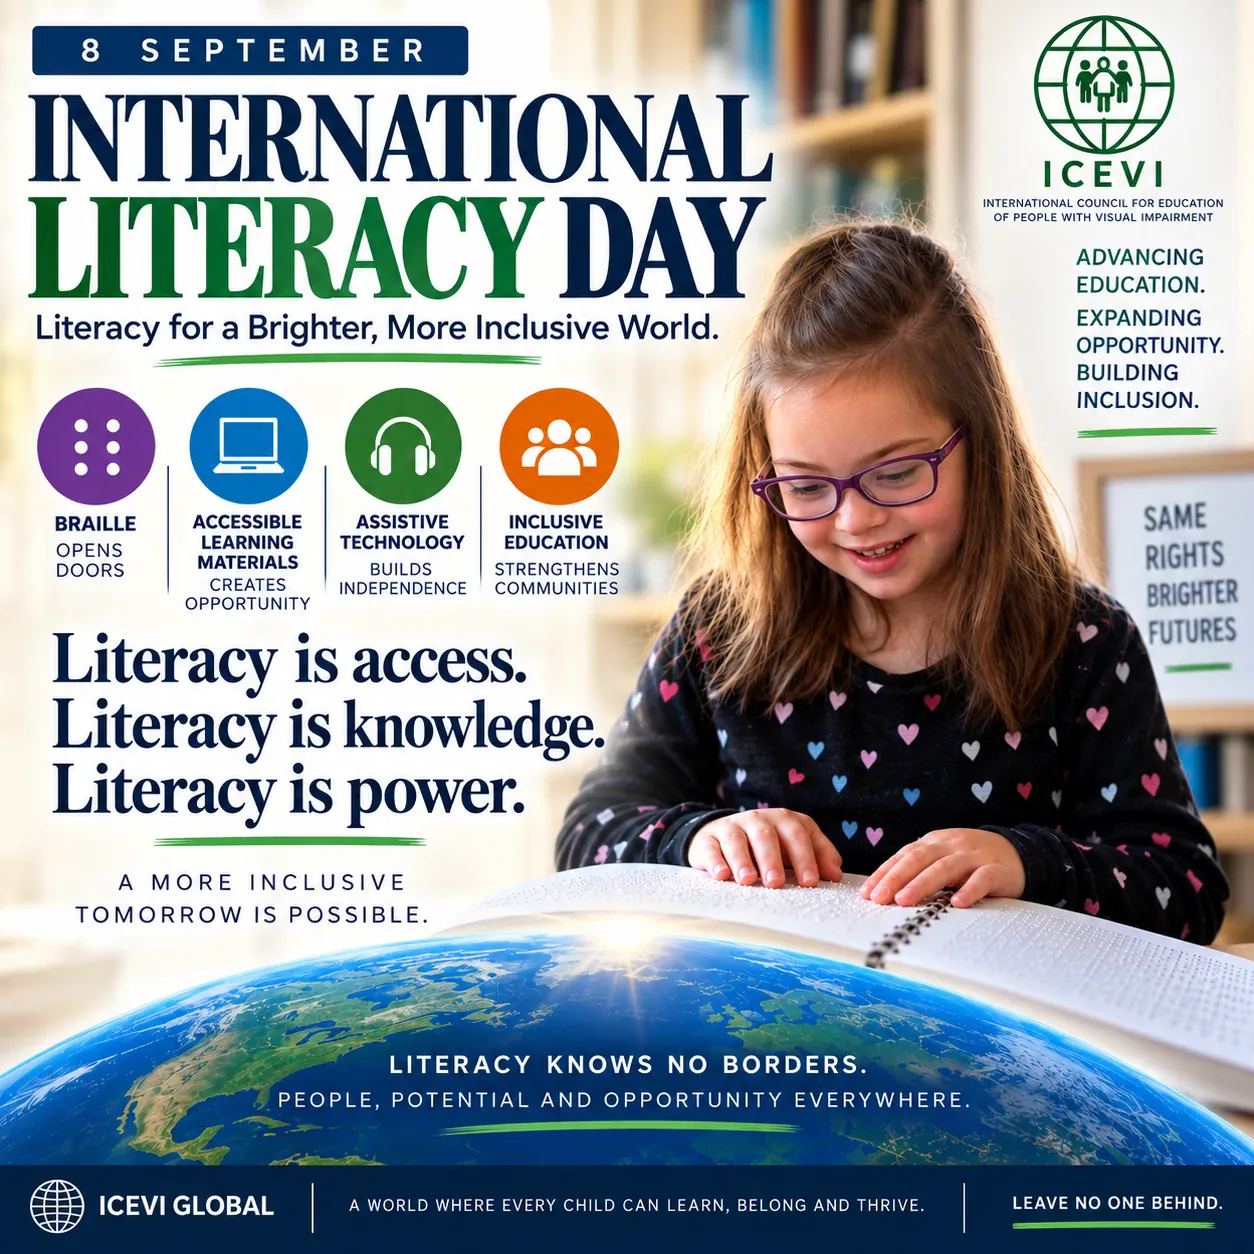 8 SEPTEMBER
INTERNATIONAL
LITERACY DAY
Literacy for a Brighter, More Inclusive World.
ICEVI
INTERNATIONAL COUNCIL FOR EDUCATION
OF PEOPLE WITH VISUAL IMPAIRMENT
ADVANCING
EDUCATION.
EXPANDING
OPPORTUNITY.
BUILDING
INCLUSION.
BRAILLE
OPENS
DOORS
ACCESSIBLE
LEARNING
MATERIALS
CREATES
OPPORTUNITY
ASSISTIVE
TECHNOLOGY
BUILDS
INDEPENDENCE
INCLUSIVE
EDUCATION
STRENGTHENS
COMMUNITIES
SAME
RIGHTS
BRIGHTER
FUTURES
Literacy is access.
Literacy is knowledge.
Literacy is power.
A MORE INCLUSIVE
TOMORROW IS POSSIBLE.
LITERACY KNOWS NO BORDERS.
PEOPLE, POTENTIAL AND OPPORTUNITY EVERYWHERE.
ICEVI GLOBAL
A WORLD WHERE EVERY CHILD CAN LEARN, BELONG AND THRIVE.
LEAVE NO ONE BEHIND.